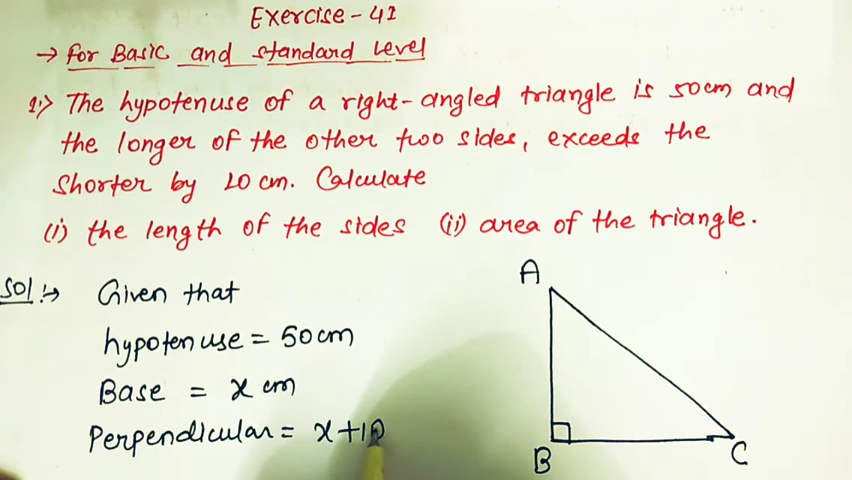 Exercise - 41
→ for Basic and standard Level
1.> The hypotenuse of a right-angled triangle is 50cm and
the longer of the other two sides, exceeds the
shorter by 10 cm. Calculate
(i) the length of the sides (ii) area of the triangle.
Sol:→ Given that
hypotenuse = 50cm
Base = x cm
Perpendicular = x+10
A
B
C